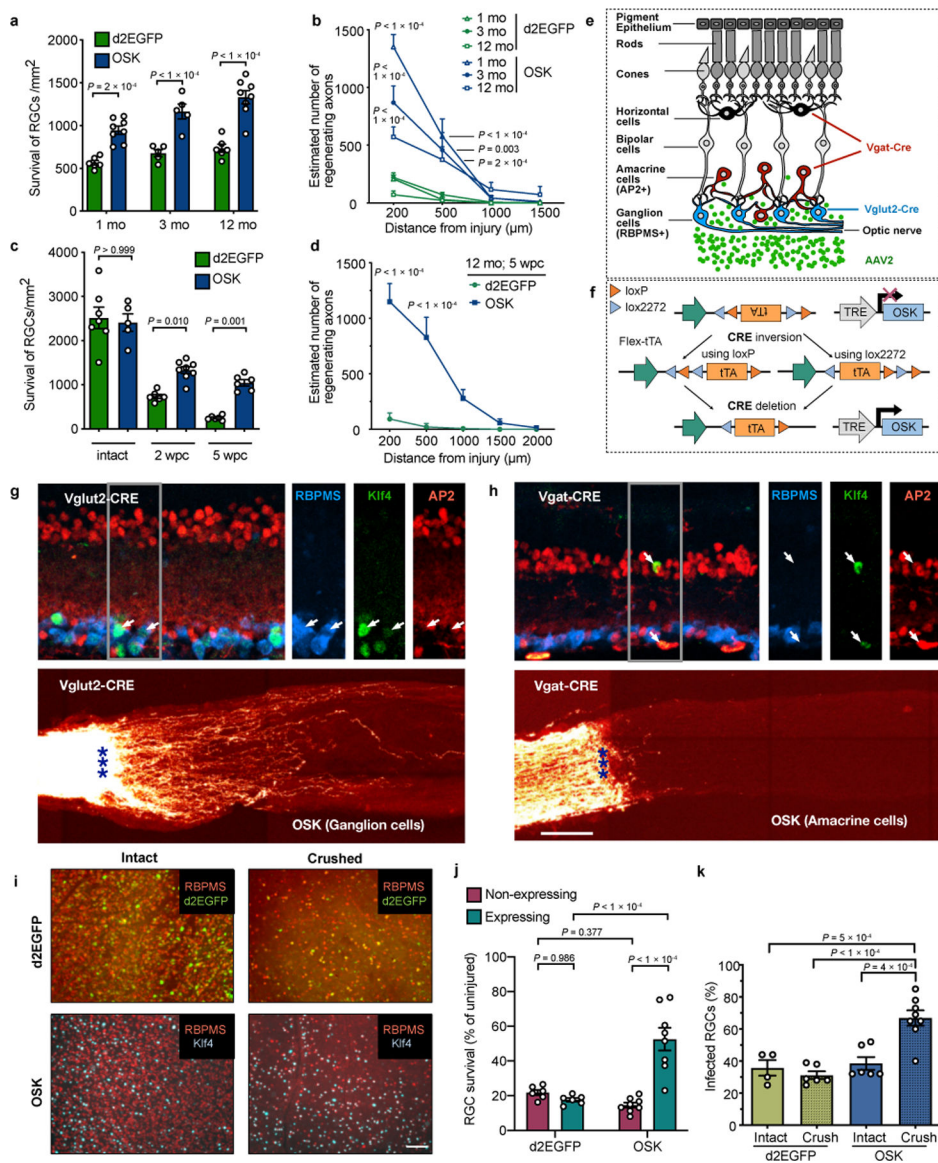 a
d2EGFP
OSK
Survival of RGCs /mm²
2000
1500
1000
500
0
P = 2 × 10⁻⁴
P < 1 × 10⁻⁴
P < 1 × 10⁻⁴
1 mo
3 mo
12 mo
b
1 mo
3 mo
12 mo
d2EGFP
1 mo
3 mo
12 mo
OSK
Estimated number of
regenerating axons
1500
1000
500
0
P < 1 × 10⁻⁴
P <
1 × 10⁻⁴
P <
1 × 10⁻⁴
P < 1 × 10⁻⁴
P = 0.003
P = 2 × 10⁻⁴
200
500
1000
1500
Distance from injury (µm)
c
d2EGFP
OSK
Survival of RGCs/mm²
4000
3000
2000
1000
0
P > 0.999
P = 0.010
P = 0.001
intact
2 wpc
5 wpc
d
12 mo; 5 wpc
d2EGFP
OSK
Estimated number of
regenerating axons
1500
1000
500
0
P < 1 × 10⁻⁴
P < 1 × 10⁻⁴
200
500
1000
1500
2000
Distance from injury (µm)
e
Pigment
Epithelium
Rods
Cones
Horizontal
cells
Bipolar
cells
Amacrine
cells
(AP2+)
Ganglion
cells
(RBPMS+)
Vgat-Cre
Vglut2-Cre
Optic nerve
AAV2
f
loxP
lox2272
Flex-tTA
tTA
TRE
OSK
CRE inversion
using loxP
using lox2272
tTA
tTA
CRE deletion
tTA
TRE
OSK
g
Vglut2-CRE
RBPMS
Klf4
AP2
Vglut2-CRE
***
OSK (Ganglion cells)
h
Vgat-CRE
RBPMS
Klf4
AP2
Vgat-CRE
***
OSK (Amacrine cells)
i
Intact
Crushed
d2EGFP
RBPMS
d2EGFP
RBPMS
d2EGFP
OSK
RBPMS
Klf4
RBPMS
Klf4
j
Non-expressing
Expressing
RGC survival (% of uninjured)
100
80
60
40
20
0
P < 1 × 10⁻⁴
P = 0.377
P = 0.986
P < 1 × 10⁻⁴
d2EGFP
OSK
k
Infected RGCs (%)
100
80
60
40
20
0
P = 5 × 10⁻⁴
P < 1 × 10⁻⁴
P = 4 × 10⁻⁴
Intact
Crush
Intact
Crush
d2EGFP
OSK